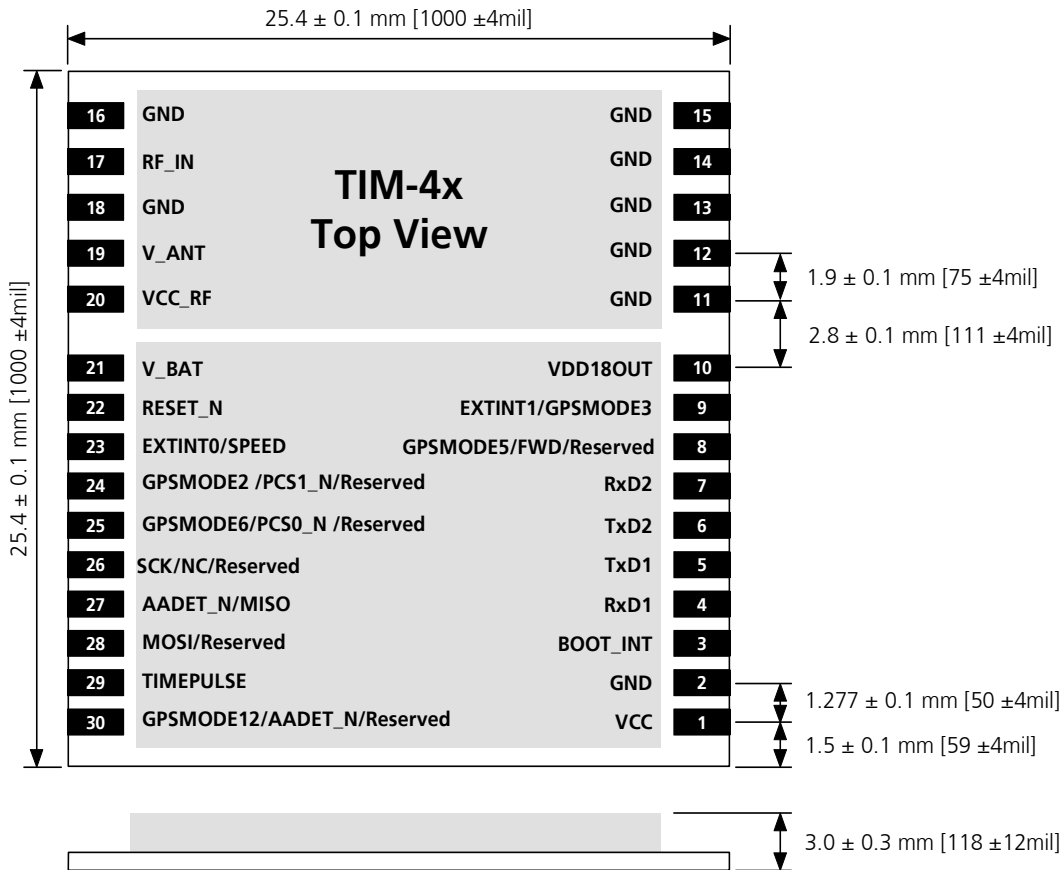 25.4 ± 0.1 mm [1000 ±4mil]
25.4 ± 0.1 mm [1000 ±4mil]
TIM-4x
Top View
16 GND
17 RF_IN
18 GND
19 V_ANT
20 VCC_RF
21 V_BAT
22 RESET_N
23 EXTINT0/SPEED
24 GPSMODE2 /PCS1_N/Reserved
25 GPSMODE6/PCS0_N /Reserved
26 SCK/NC/Reserved
27 AADET_N/MISO
28 MOSI/Reserved
29 TIMEPULSE
30 GPSMODE12/AADET_N/Reserved
GND 15
GND 14
GND 13
GND 12
GND 11
VDD18OUT 10
EXTINT1/GPSMODE3 9
GPSMODE5/FWD/Reserved 8
RxD2 7
TxD2 6
TxD1 5
RxD1 4
BOOT_INT 3
GND 2
VCC 1
1.9 ± 0.1 mm [75 ±4mil]
2.8 ± 0.1 mm [111 ±4mil]
1.277 ± 0.1 mm [50 ±4mil]
1.5 ± 0.1 mm [59 ±4mil]
3.0 ± 0.3 mm [118 ±12mil]